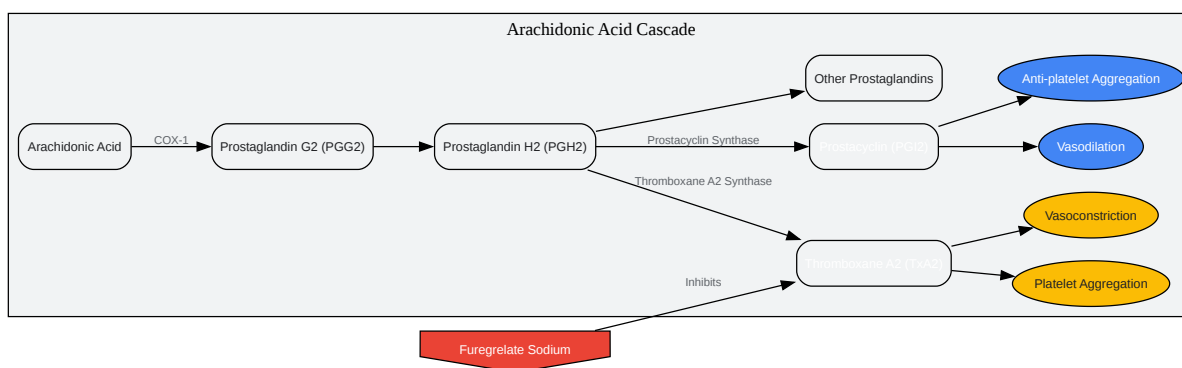 Arachidonic Acid Cascade
Other Prostaglandins
Anti-platelet Aggregation
Arachidonic Acid
COX-1
Prostaglandin G2 (PGG2)
Prostaglandin H2 (PGH2)
Prostacyclin Synthase
Prostacyclin (PGI2)
Vasodilation
Thromboxane A2 Synthase
Vasoconstriction
Thromboxane A2 (TxA2)
Inhibits
Platelet Aggregation
Furegrelate Sodium